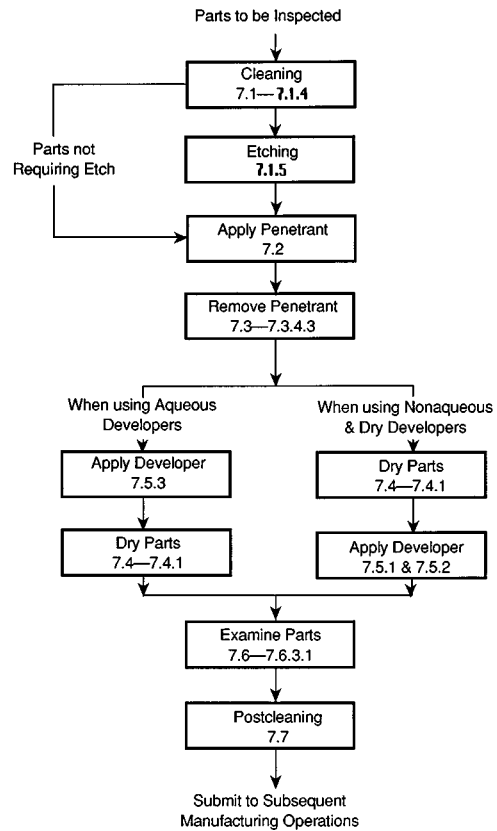 Parts to be Inspected
Cleaning
7.1—7.1.4
Parts not
Requiring Etch
Etching
7.1.5
Apply Penetrant
7.2
Remove Penetrant
7.3—7.3.4.3
When using Aqueous
Developers
Apply Developer
7.5.3
Dry Parts
7.4—7.4.1
When using Nonaqueous
& Dry Developers
Dry Parts
7.4—7.4.1
Apply Developer
7.5.1 & 7.5.2
Examine Parts
7.6—7.6.3.1
Postcleaning
7.7
Submit to Subsequent
Manufacturing Operations